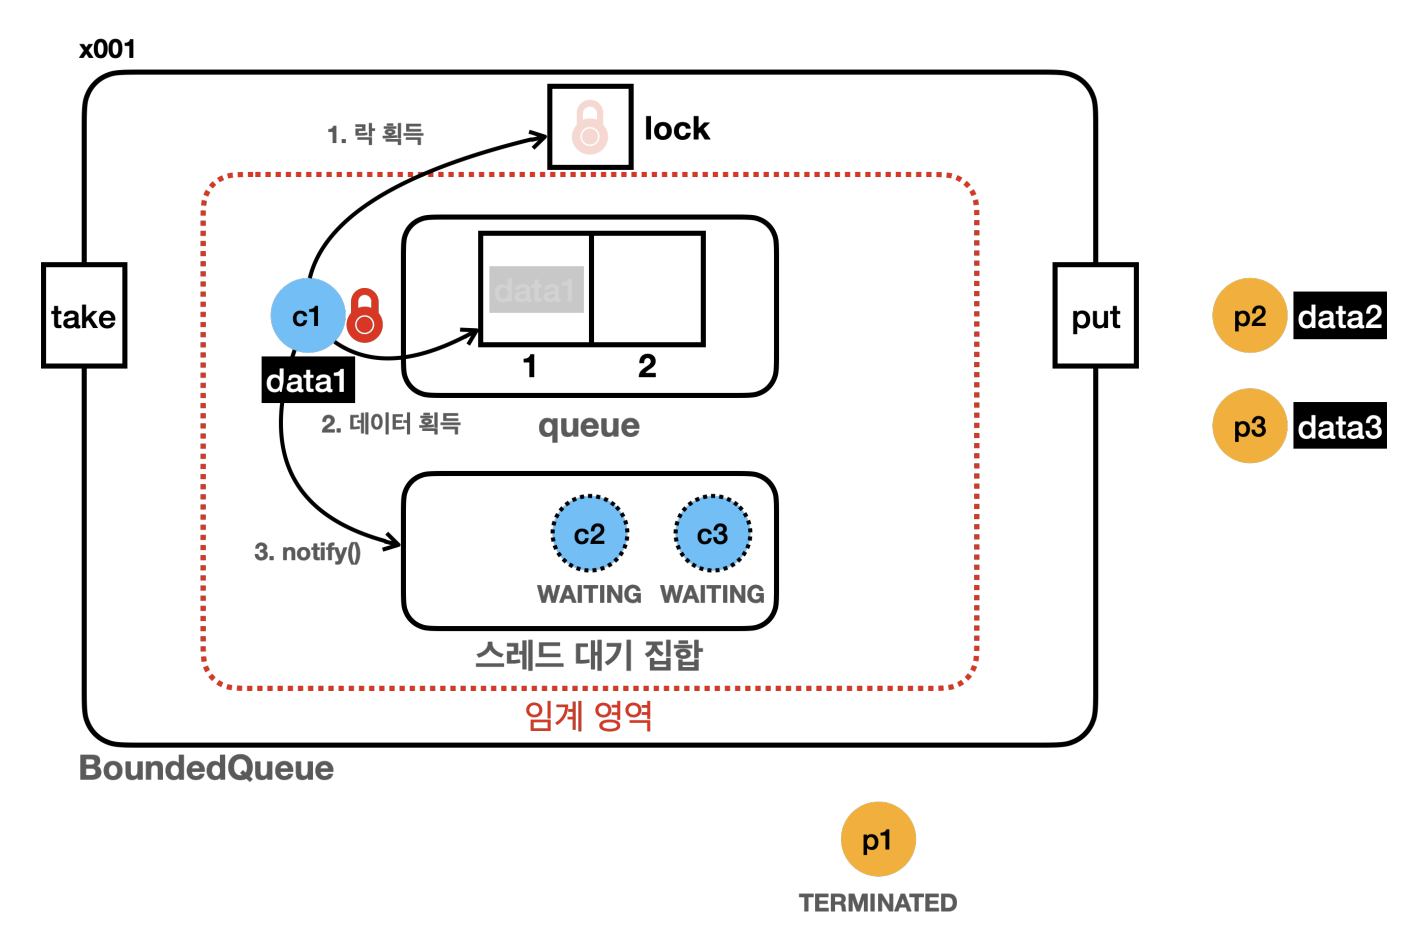 x001
1. 락 획득
lock
data1
take
c1
put
p2
data2
1
2
data1
2. 데이터 획득
queue
p3
data3
c2
c3
3. notify()
WAITING
WAITING
스레드 대기 집합
임계 영역
BoundedQueue
p1
TERMINATED